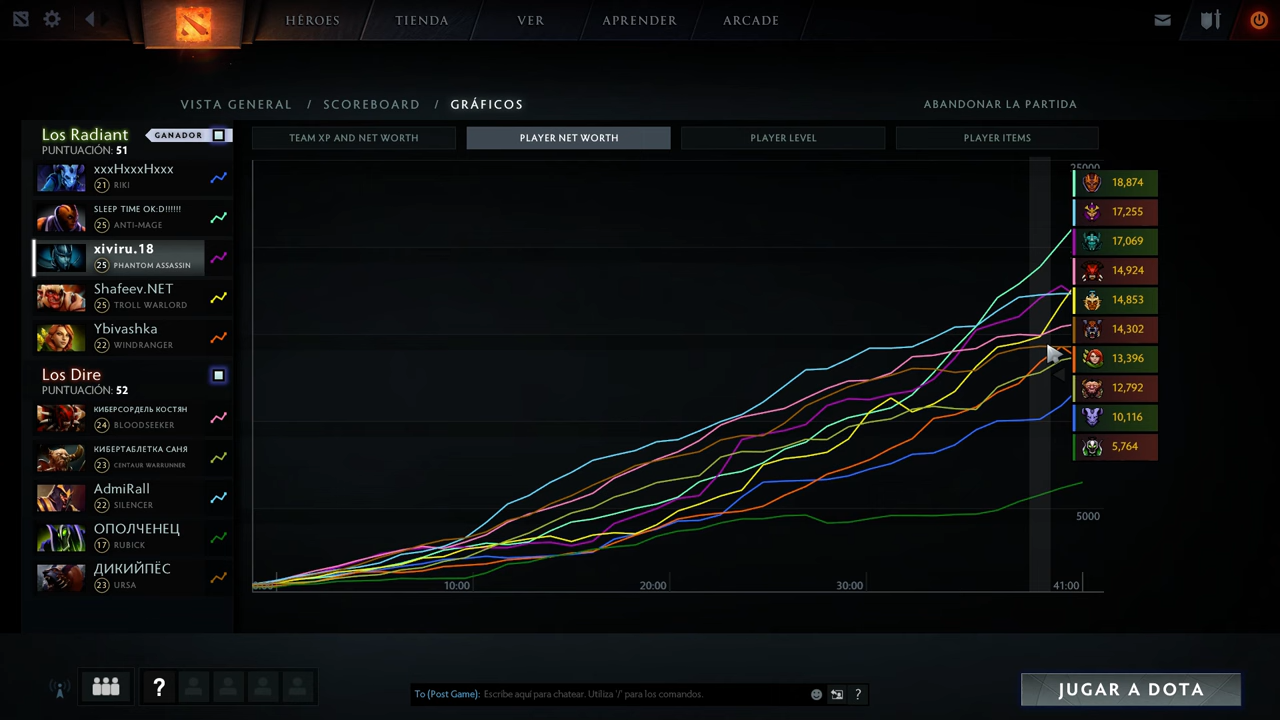 HÉROES
TIENDA
VER
APRENDER
ARCADE
VISTA GENERAL / SCOREBOARD / GRÁFICOS
ABANDONAR LA PARTIDA
Los Radiant
GANADOR
PUNTUACIÓN: 51
TEAM XP AND NET WORTH
PLAYER NET WORTH
PLAYER LEVEL
PLAYER ITEMS
xxxHxxxHxxx
21 RIKI
SLEEP TIME OK:D!!!!!!
25 ANTI-MAGE
xiviru.18
25 PHANTOM ASSASSIN
Shafeev.NET
25 TROLL WARLORD
Ybivashka
22 WINDRANGER
Los Dire
PUNTUACIÓN: 52
КИБЕРСОРДЕЛЬ КОСТЯН
24 BLOODSEEKER
КИБЕРТАБЛЕТКА САНЯ
23 CENTAUR WARRUNNER
AdmiRall
22 SILENCER
ОПОЛЧЕНЕЦ
17 RUBICK
ДИКИЙПЁС
23 URSA
25000
18,874
17,255
17,069
14,924
14,853
14,302
13,396
12,792
10,116
5,764
5000
0:00
10:00
20:00
30:00
41:00
?
To (Post Game): Escribe aquí para chatear. Utiliza '/' para los comandos.
?
JUGAR A DOTA